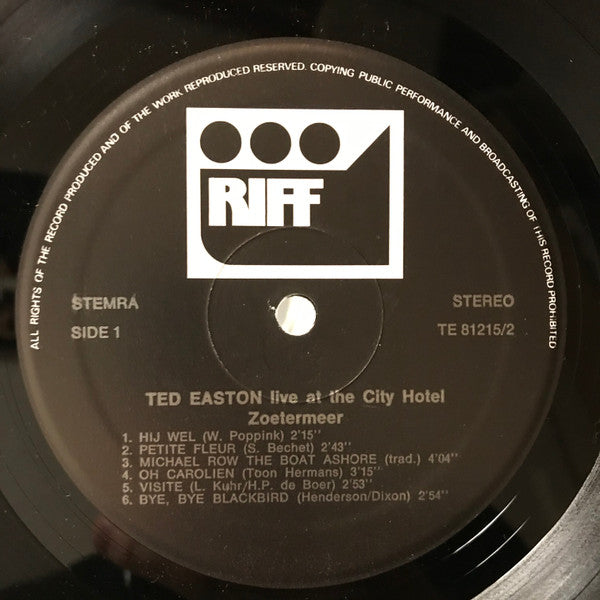 ALL RIGHTS OF THE RECORD PRODUCED AND OF THE WORK REPRODUCED RESERVED. COPYING PUBLIC PERFORMANCE AND BROADCASTING OF THIS RECORD PROHIBITED
RIFF
STEMRA STEREO
SIDE 1 TE 81215/2
TED EASTON live at the City Hotel
Zoetermeer
1. HIJ WEL (W. Poppink) 2'15''
2. PETITE FLEUR (S. Bechet) 2'43''
3. MICHAEL ROW THE BOAT ASHORE (trad.) 4'04''
4. OH CAROLIEN (Toon Hermans) 3'15''
5. VISITE (L. Kuhr/H.P. de Boer) 2'53''
6. BYE, BYE BLACKBIRD (Henderson/Dixon) 2'54''